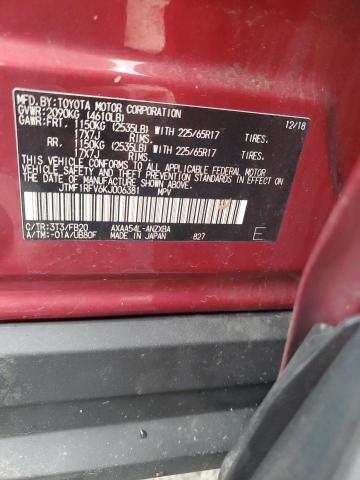 MFD.BY:TOYOTA MOTOR CORPORATION 12/18
GVWR:2090KG (4610LB)
GAWR:FRT. 1150KG (2535LB) WITH 225/65R17 TIRES.
17X7J RIMS.
RR. 1150KG (2535LB) WITH 225/65R17 TIRES.
17X7J RIMS.
THIS VEHICLE CONFORMS TO ALL APPLICABLE
FEDERAL MOTOR VEHICLE SAFETY AND
THEFT PREVENTION STANDARDS IN EFFECT
ON THE DATE OF MANUFACTURE SHOWN ABOVE.
JTMF1RFV6KJ006381 MPV
C/TR:3T3/FB20 AXAA54L-ANZXBA
A/TM:-01A/UB80F MADE IN JAPAN 827 E